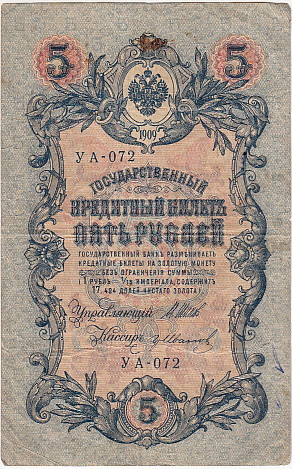 5 5
1909
УА-072
ГОСУДАРСТВЕННЫЙ
КРЕДИТНЫЙ БИЛЕТЪ
ПЯТЬ РУБЛЕЙ
ГОСУДАРСТВЕННЫЙ БАНКЪ РАЗМѢНИВАЕТЪ
КРЕДИТНЫЕ БИЛЕТЫ НА ЗОЛОТУЮ МОНЕТУ
БЕЗЪ ОГРАНИЧЕНІЯ СУММЫ
(1 РУБЛЬ = 1/15 ИМПЕРІАЛА, СОДЕРЖИТЪ
17,424 ДОЛЕЙ ЧИСТАГО ЗОЛОТА)
Управляющій
Кассиръ
УА-072
5